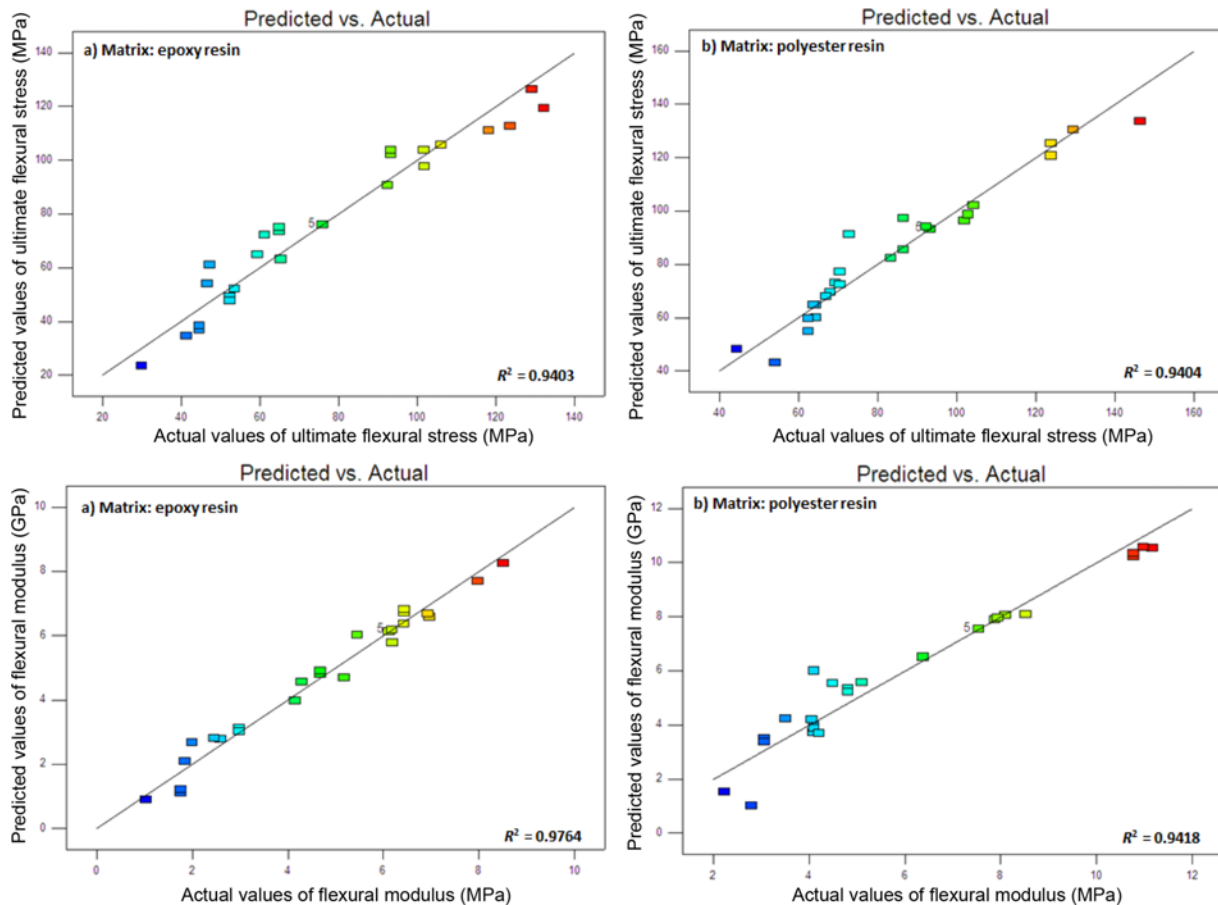 Predicted vs. Actual
Predicted values of ultimate flexural stress (MPa)
a) Matrix: epoxy resin
140
120
100
80
60
40
20
5
R² = 0.9403
20 40 60 80 100 120 140
Actual values of ultimate flexural stress (MPa)
Predicted vs. Actual
Predicted values of ultimate flexural stress (MPa)
b) Matrix: polyester resin
160
140
120
100
80
60
40
5
R² = 0.9404
40 60 80 100 120 140 160
Actual values of ultimate flexural stress (MPa)
Predicted vs. Actual
Predicted values of flexural modulus (GPa)
a) Matrix: epoxy resin
10
8
6
4
2
0
5
R² = 0.9764
0 2 4 6 8 10
Actual values of flexural modulus (MPa)
Predicted vs. Actual
Predicted values of flexural modulus (GPa)
b) Matrix: polyester resin
12
10
8
6
4
2
0
5
R² = 0.9418
2 4 6 8 10 12
Actual values of flexural modulus (MPa)